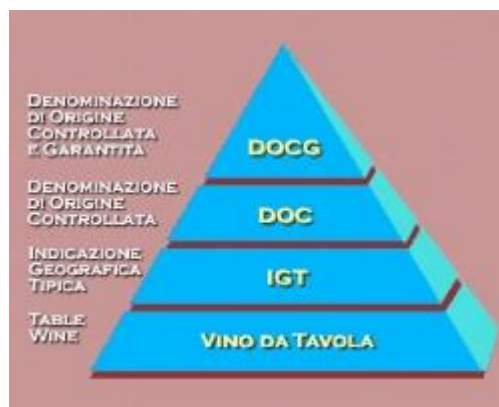 DENOMINAZIONE
DI ORIGINE
CONTROLLATA
E GARANTITA
DOCG
DENOMINAZIONE
DI ORIGINE
CONTROLLATA
DOC
INDICAZIONE
GEOGRAFICA
TIPICA
IGT
TABLE
WINE
VINO DA TAVOLA